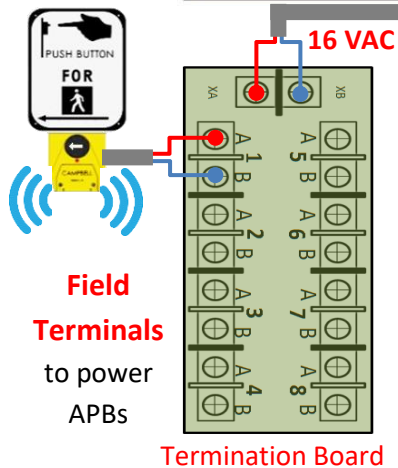 PUSH BUTTON
FOR
16 VAC
XA
XB
CAMPBELL
A
1
B
A
5
B
A
2
B
A
6
B
Field
Terminals
to power
APBs
A
3
B
A
7
B
A
4
B
A
8
B
Termination Board